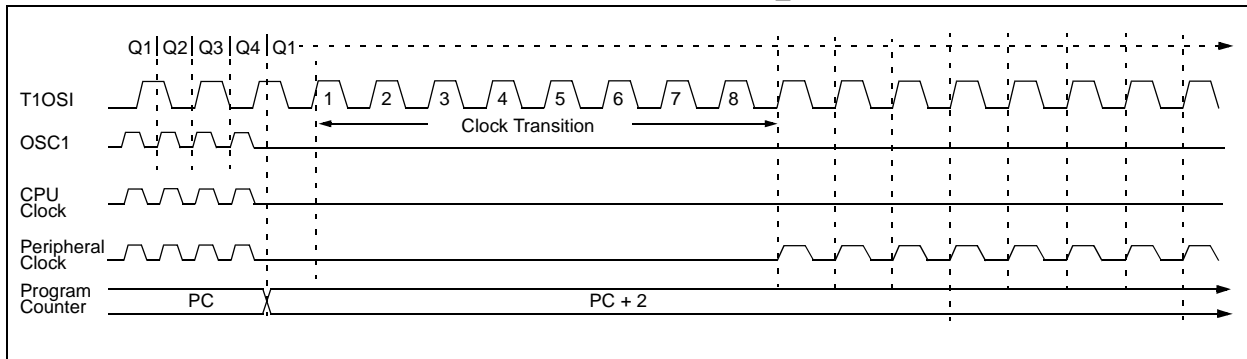 Q1 Q2 Q3 Q4 Q1
T1OSI
1 2 3 4 5 6 7 8
Clock Transition
OSC1
CPU
Clock
Peripheral
Clock
Program
Counter
PC
PC + 2